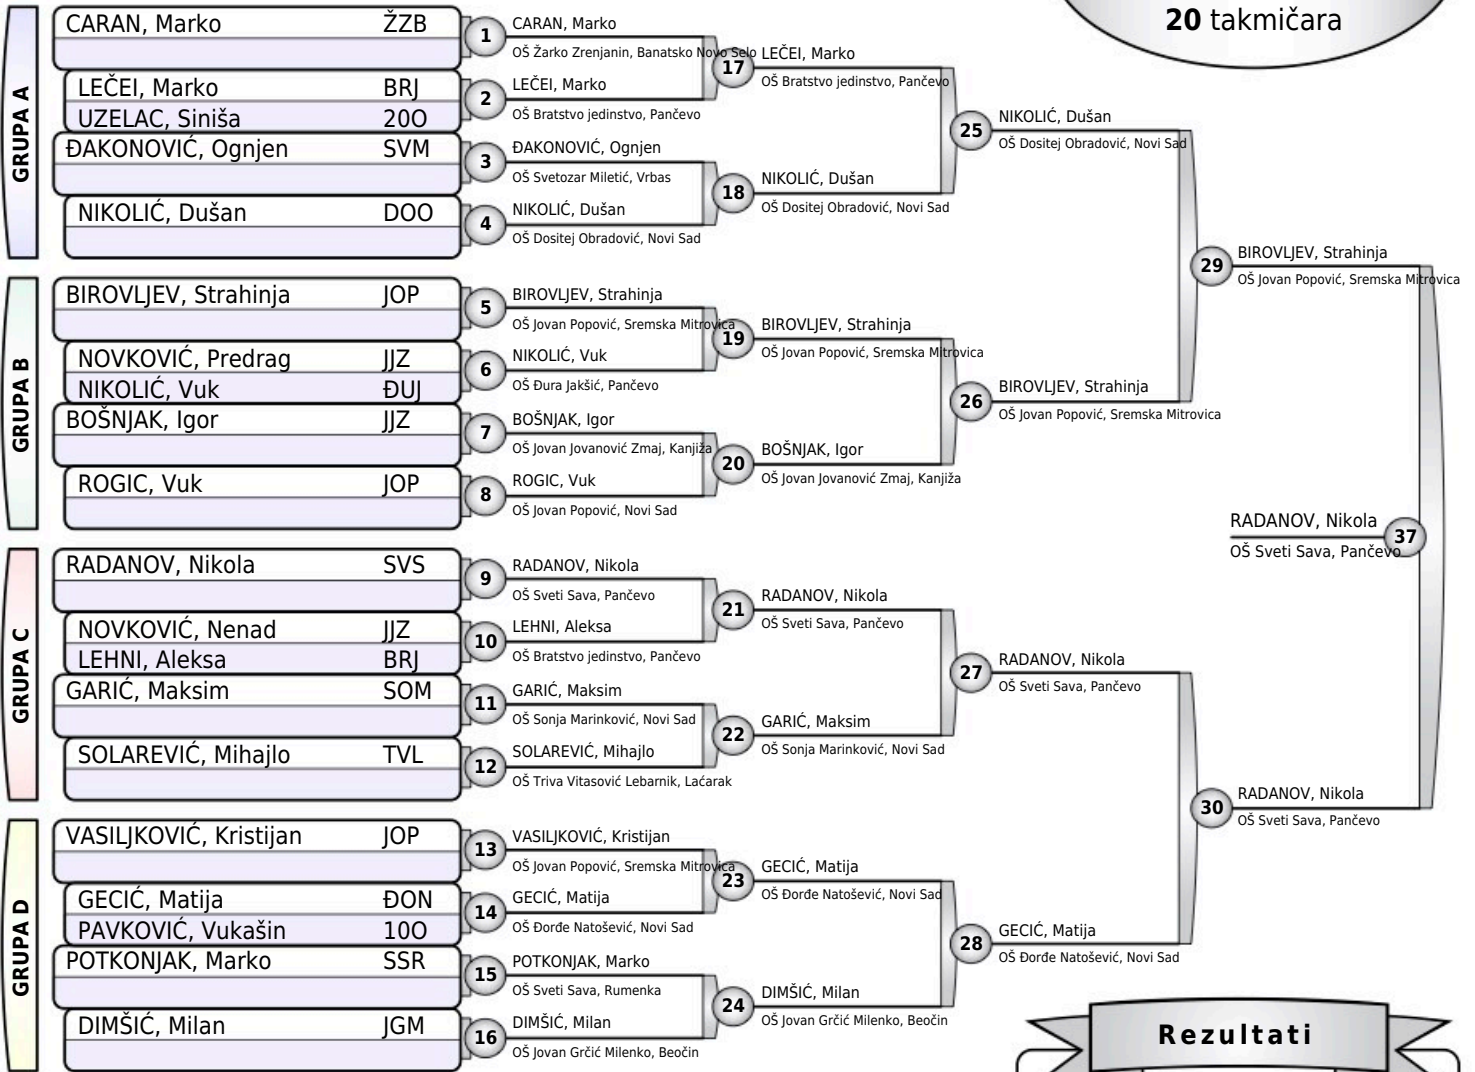 20 takmičara
GRUPA A
CARAN, Marko ŽZB
LEČEI, Marko BRJ
UZELAC, Siniša 20O
ĐAKONOVIĆ, Ognjen SVM
NIKOLIĆ, Dušan DOO
GRUPA B
BIROVLJEV, Strahinja JOP
NOVKOVIĆ, Predrag JJZ
NIKOLIĆ, Vuk ĐUJ
BOŠNJAK, Igor JJZ
ROGIC, Vuk JOP
GRUPA C
RADANOV, Nikola SVS
NOVKOVIĆ, Nenad JJZ
LEHNI, Aleksa BRJ
GARIĆ, Maksim SOM
SOLAREVIĆ, Mihajlo TVL
GRUPA D
VASILJKOVIĆ, Kristijan JOP
GECIĆ, Matija ĐON
PAVKOVIĆ, Vukašin 10O
POTKONJAK, Marko SSR
DIMŠIĆ, Milan JGM
1
CARAN, Marko
OŠ Žarko Zrenjanin, Banatsko Novo Selo
2
LEČEI, Marko
OŠ Bratstvo jedinstvo, Pančevo
3
ĐAKONOVIĆ, Ognjen
OŠ Svetozar Miletić, Vrbas
4
NIKOLIĆ, Dušan
OŠ Dositej Obradović, Novi Sad
5
BIROVLJEV, Strahinja
OŠ Jovan Popović, Sremska Mitrovica
6
NIKOLIĆ, Vuk
OŠ Đura Jakšić, Pančevo
7
BOŠNJAK, Igor
OŠ Jovan Jovanović Zmaj, Kanjiža
8
ROGIC, Vuk
OŠ Jovan Popović, Novi Sad
9
RADANOV, Nikola
OŠ Sveti Sava, Pančevo
10
LEHNI, Aleksa
OŠ Bratstvo jedinstvo, Pančevo
11
GARIĆ, Maksim
OŠ Sonja Marinković, Novi Sad
12
SOLAREVIĆ, Mihajlo
OŠ Triva Vitasović Lebarnik, Laćarak
13
VASILJKOVIĆ, Kristijan
OŠ Jovan Popović, Sremska Mitrovica
14
GECIĆ, Matija
OŠ Đorđe Natošević, Novi Sad
15
POTKONJAK, Marko
OŠ Sveti Sava, Rumenka
16
DIMŠIĆ, Milan
OŠ Jovan Grčić Milenko, Beočin
17
LEČEI, Marko
OŠ Bratstvo jedinstvo, Pančevo
18
NIKOLIĆ, Dušan
OŠ Dositej Obradović, Novi Sad
19
BIROVLJEV, Strahinja
OŠ Jovan Popović, Sremska Mitrovica
20
BOŠNJAK, Igor
OŠ Jovan Jovanović Zmaj, Kanjiža
21
RADANOV, Nikola
OŠ Sveti Sava, Pančevo
22
GARIĆ, Maksim
OŠ Sonja Marinković, Novi Sad
23
GECIĆ, Matija
OŠ Đorđe Natošević, Novi Sad
24
DIMŠIĆ, Milan
OŠ Jovan Grčić Milenko, Beočin
25
NIKOLIĆ, Dušan
OŠ Dositej Obradović, Novi Sad
26
BIROVLJEV, Strahinja
OŠ Jovan Popović, Sremska Mitrovica
27
RADANOV, Nikola
OŠ Sveti Sava, Pančevo
28
GECIĆ, Matija
OŠ Đorđe Natošević, Novi Sad
29
BIROVLJEV, Strahinja
OŠ Jovan Popović, Sremska Mitrovica
30
RADANOV, Nikola
OŠ Sveti Sava, Pančevo
RADANOV, Nikola
37
OŠ Sveti Sava, Pančevo
Rezultati